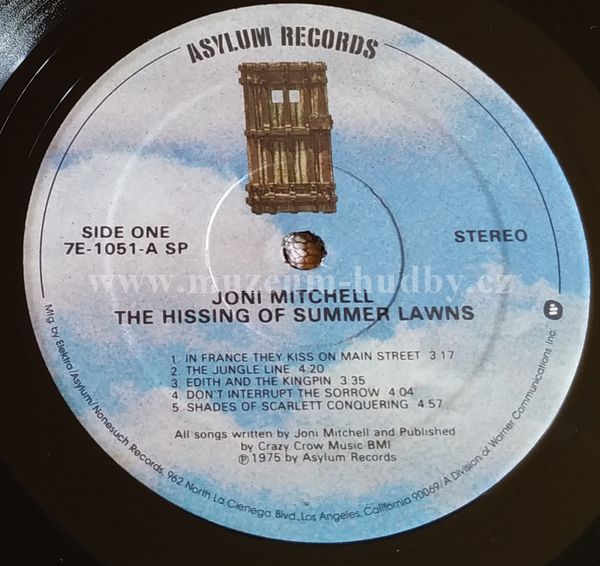 ASYLUM RECORDS
SIDE ONE
7E-1051-A SP
STEREO
www.muzeum-hudby.cz
JONI MITCHELL
THE HISSING OF SUMMER LAWNS
1. IN FRANCE THEY KISS ON MAIN STREET 3:17
2. THE JUNGLE LINE 4:20
3. EDITH AND THE KINGPIN 3:35
4. DON'T INTERRUPT THE SORROW 4:04
5 SHADES OF SCARLETT CONQUERING 4:57
All songs written by Joni Mitchell and Published
by Crazy Crow Music BMI
℗ 1975 by Asylum Records
Mfg. by Elektra/Asylum/Nonesuch Records, 962 North La Cienega Blvd., Los Angeles, California 90069/A Division of Warner Communications Inc.